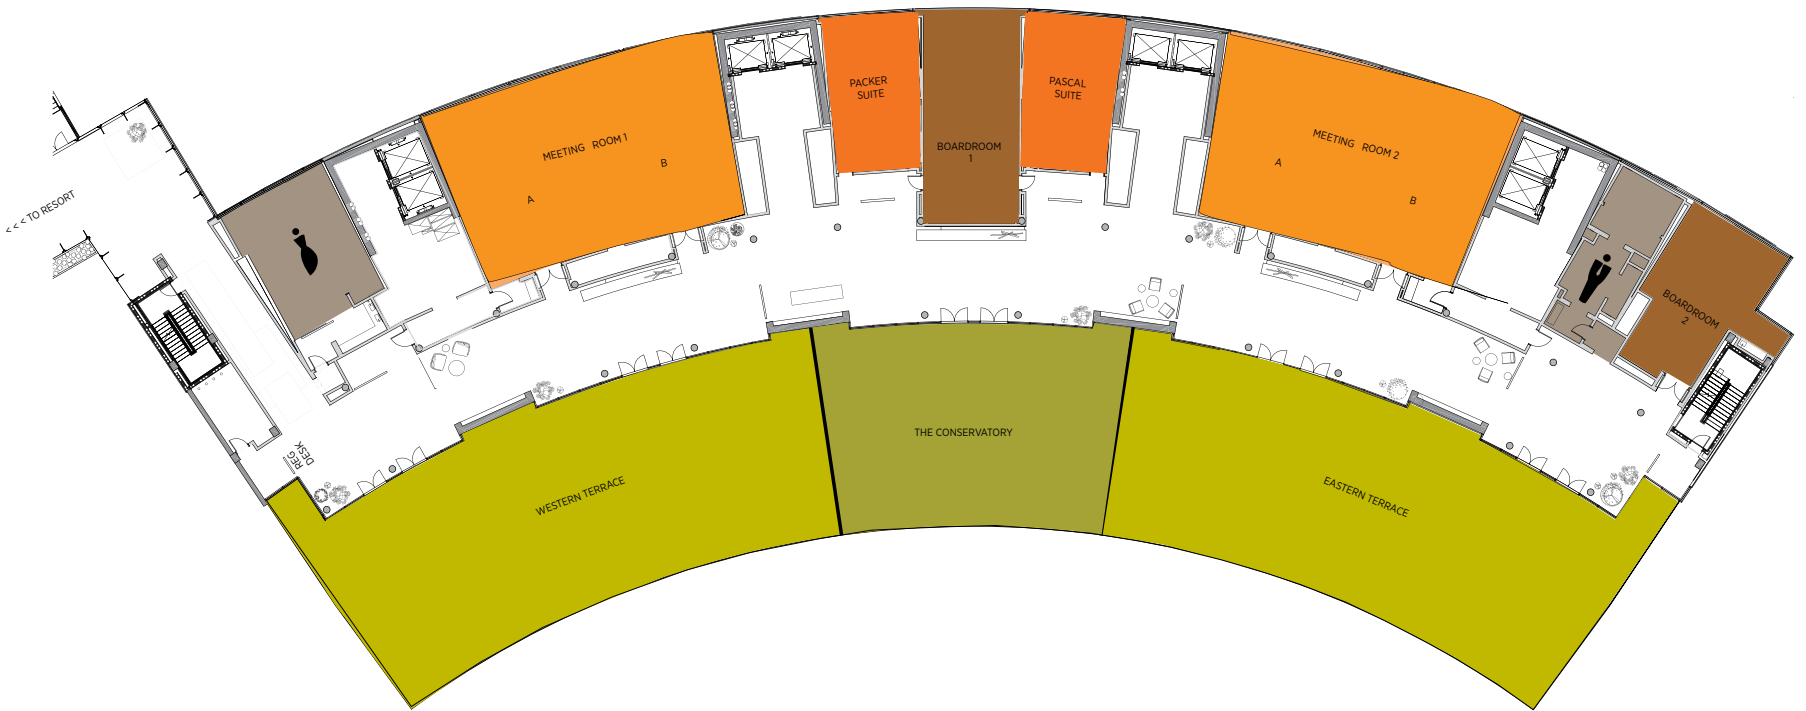 < < < TO RESORT
MEETING ROOM 1
A
B
PACKER
SUITE
BOARDROOM
1
PASCAL
SUITE
MEETING ROOM 2
A
B
BOARDROOM
2
REG
DESK
WESTERN TERRACE
THE CONSERVATORY
EASTERN TERRACE